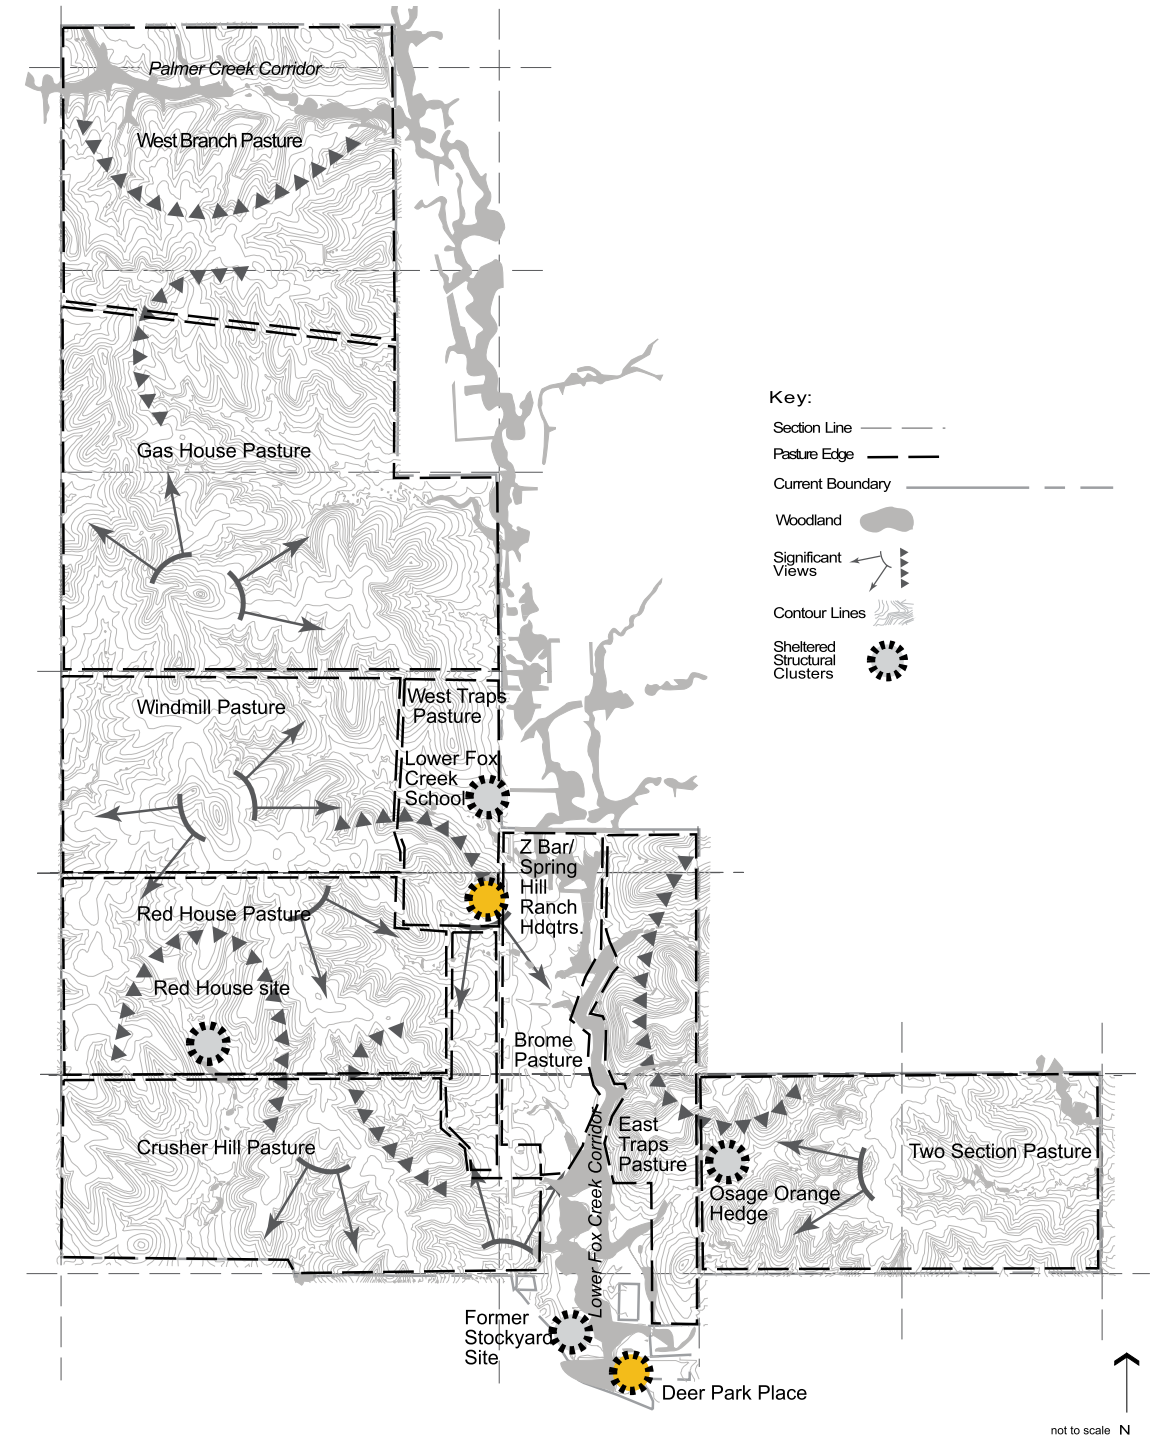 Palmer Creek Corridor
West Branch Pasture
Key:
Section Line
Pasture Edge
Gas House Pasture
Current Boundary
Woodland
Significant
Views
Contour Lines
Sheltered
Structural
Clusters
West Traps
Pasture
Windmill Pasture
Lower Fox
Creek
School
Z Bar/
Spring
Hill
Ranch
Hdqtrs.
Red House Pasture
Red House site
Brome
Pasture
Crusher Hill Pasture
East
Traps
Pasture
Two Section Pasture
Osage Orange
Hedge
Lower Fox Creek Corridor
Former
Stockyard
Site
Deer Park Place
not to scale N